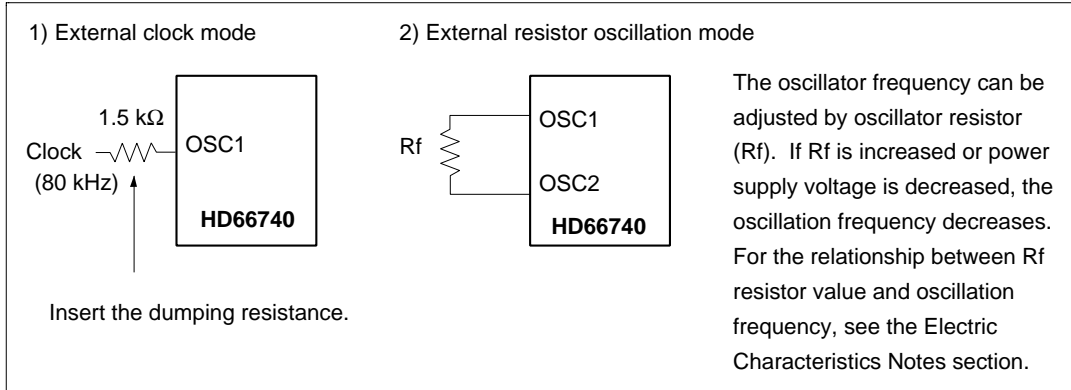 1) External clock mode
1.5 kΩ
Clock
(80 kHz)
OSC1
HD66740
Insert the dumping resistance.
2) External resistor oscillation mode
Rf
OSC1
OSC2
HD66740
The oscillator frequency can be
adjusted by oscillator resistor
(Rf). If Rf is increased or power
supply voltage is decreased, the
oscillation frequency decreases.
For the relationship between Rf
resistor value and oscillation
frequency, see the Electric
Characteristics Notes section.